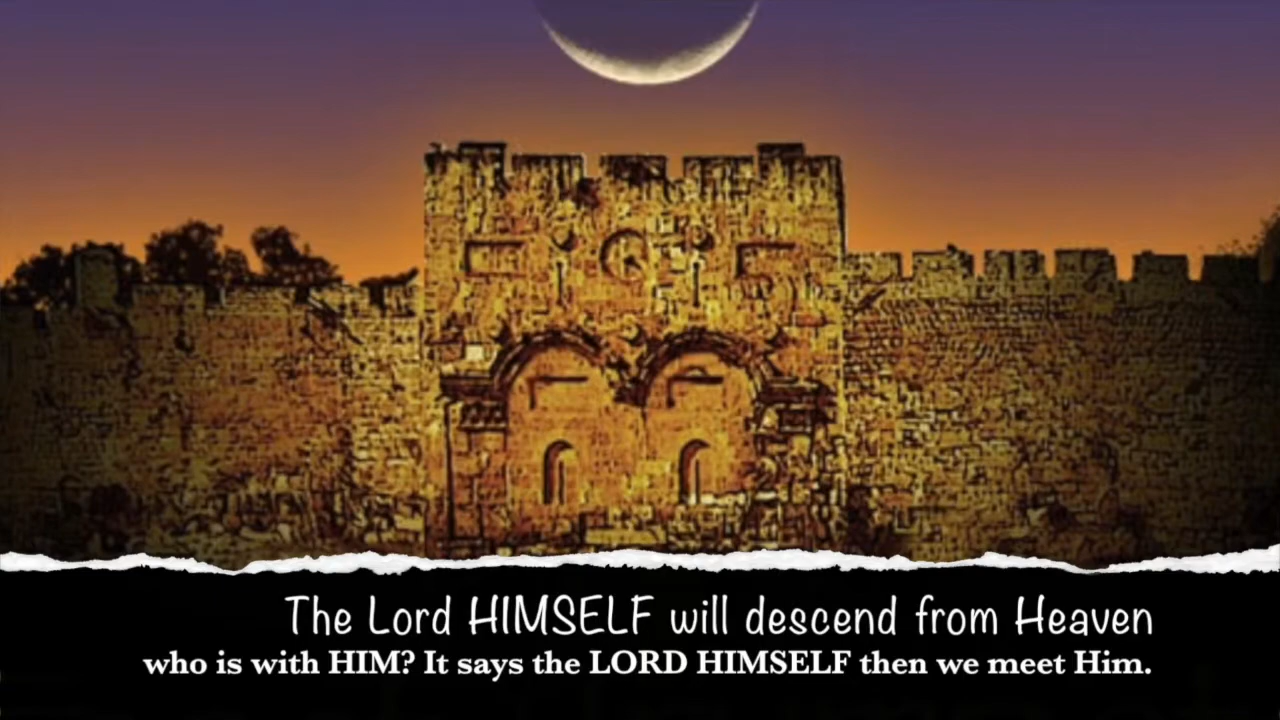 The Lord HIMSELF will descend from Heaven
who is with HIM? It says the LORD HIMSELF then we meet Him.